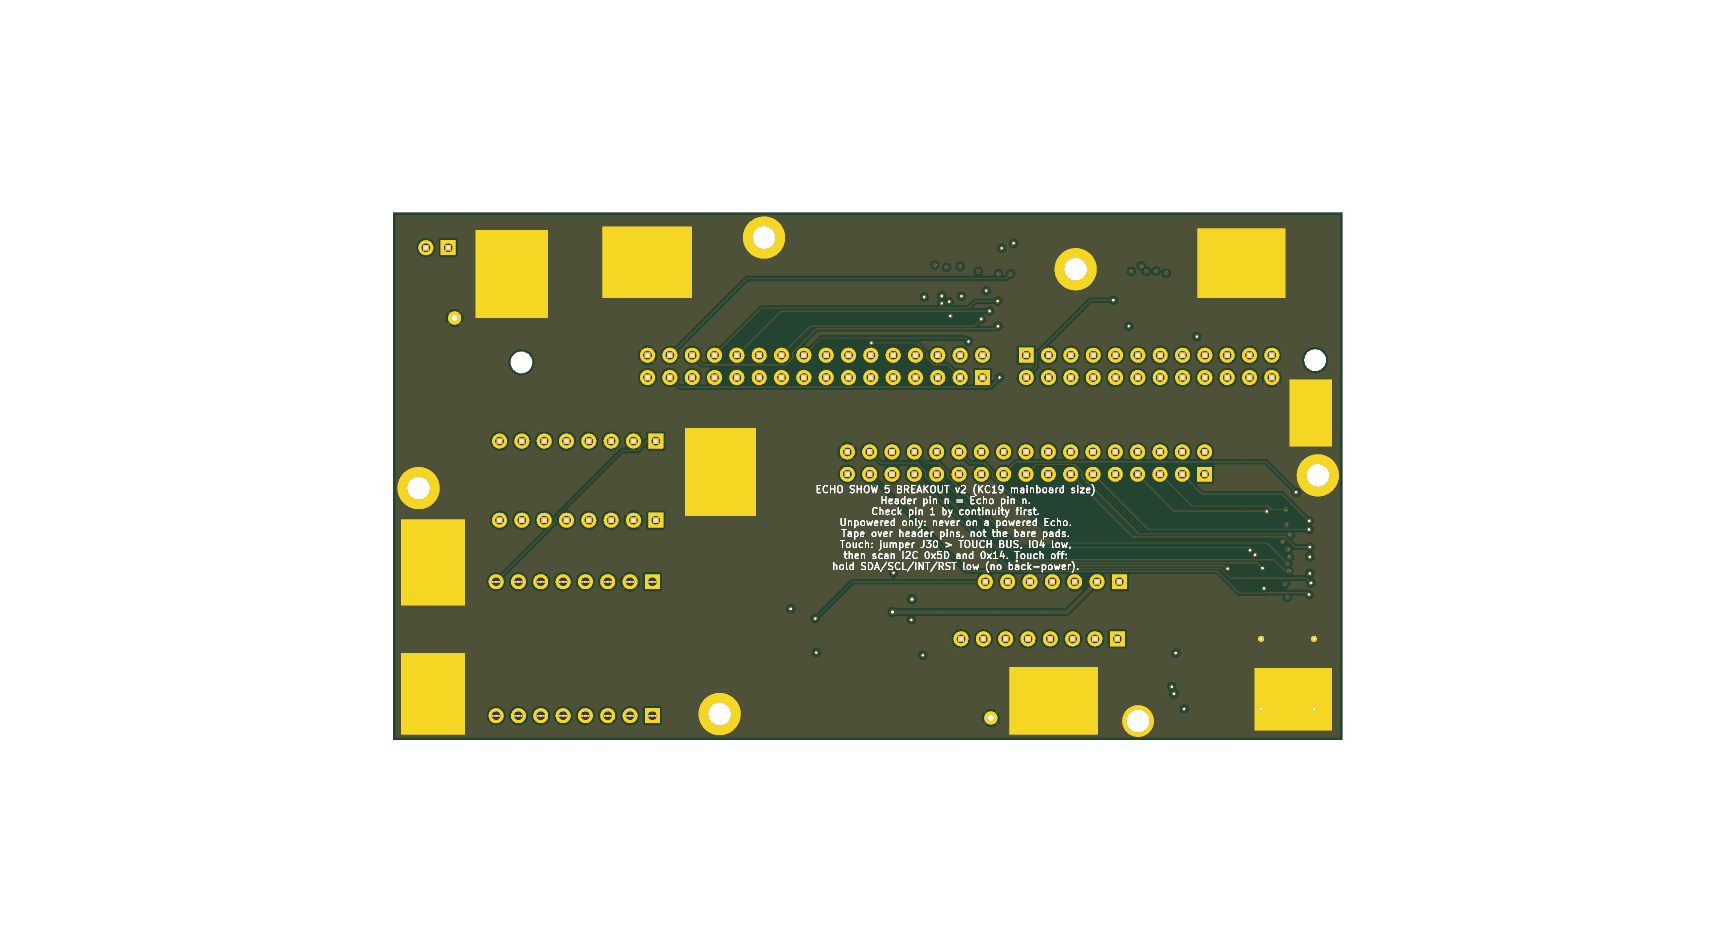 ECHO SHOW 5 BREAKOUT v2 (KC19 mainboard size)
Header pin n = Echo pin n.
Check pin 1 by continuity first.
Unpowered only: never on a powered Echo.
Tape over header pins, not the bare pads.
Touch: jumper J30 > TOUCH BUS, IO4 low,
then scan I2C 0x5D and 0x14. Touch off:
hold SDA/SCL/INT/RST low (no back-power).